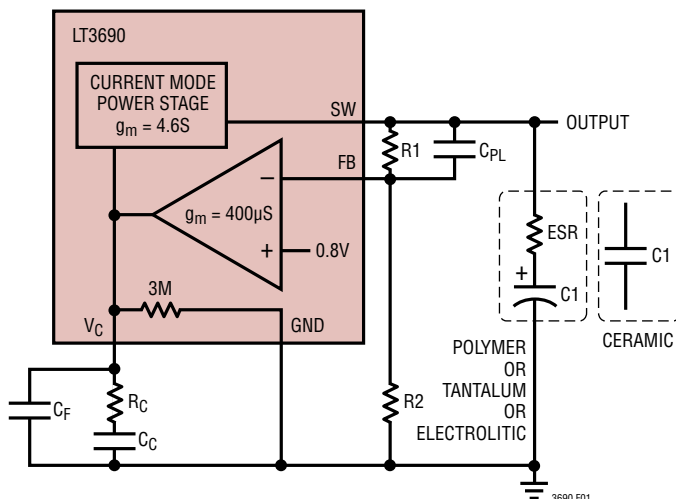 LT3690
CURRENT MODE
POWER STAGE
gm = 4.6S
SW
OUTPUT
R1
CPL
FB
−
gm = 400µS
+
0.8V
ESR
+
C1
C1
3M
VC
GND
CERAMIC
POLYMER
OR
TANTALUM
OR
ELECTROLITIC
CF
RC
CC
R2
3690 F01